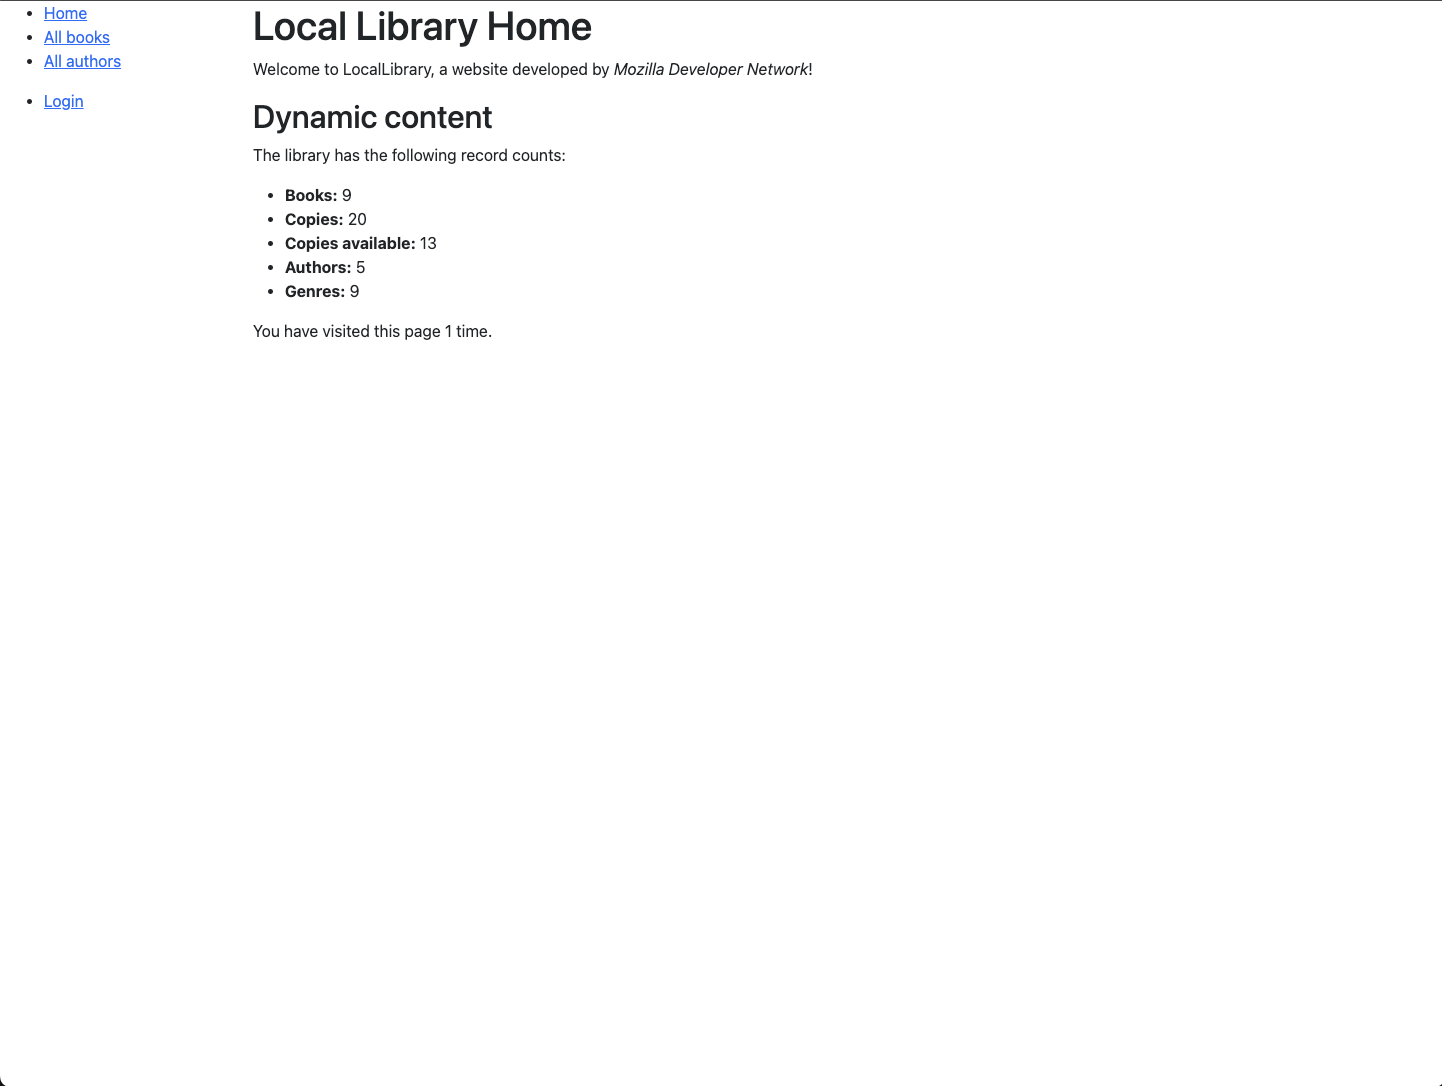 Home
All books
All authors
Login
Local Library Home
Welcome to LocalLibrary, a website developed by Mozilla Developer Network!
Dynamic content
The library has the following record counts:
Books: 9
Copies: 20
Copies available: 13
Authors: 5
Genres: 9
You have visited this page 1 time.